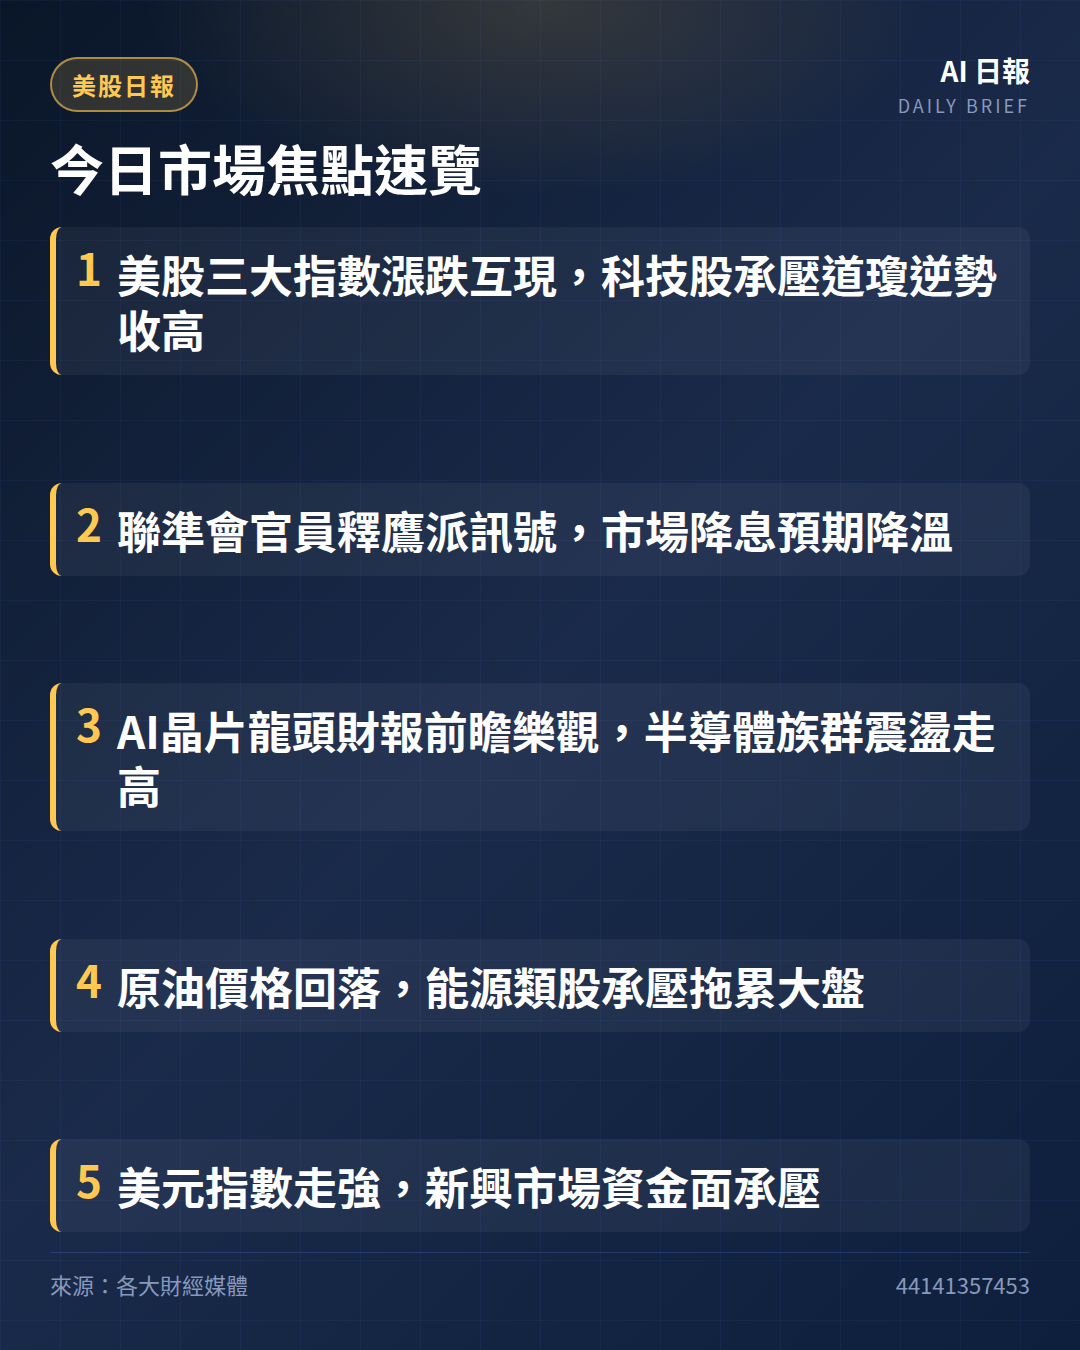 美股日報
AI 日報
DAILY BRIEF
今日市場焦點速覽
1 美股三大指數漲跌互現，科技股承壓道瓊逆勢
收高
2 聯準會官員釋鷹派訊號，市場降息預期降溫
3 AI晶片龍頭財報前瞻樂觀，半導體族群震盪走
高
4 原油價格回落，能源類股承壓拖累大盤
5 美元指數走強，新興市場資金面承壓
來源：各大財經媒體
44141357453